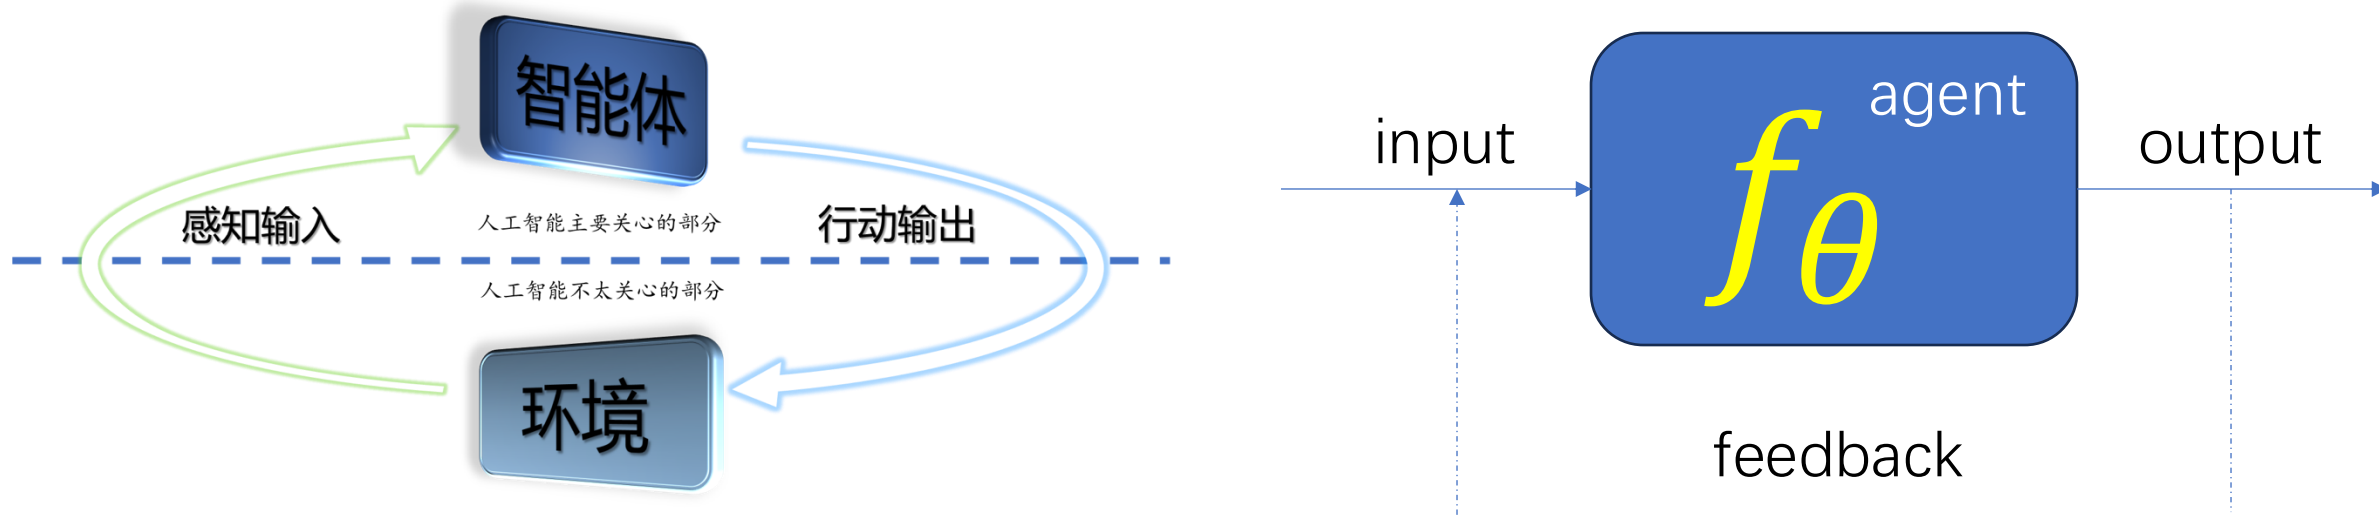 智能体
感知输入
人工智能主要关心的部分
行动输出
人工智能不太关心的部分
环境
input
agent
fθ
output
feedback